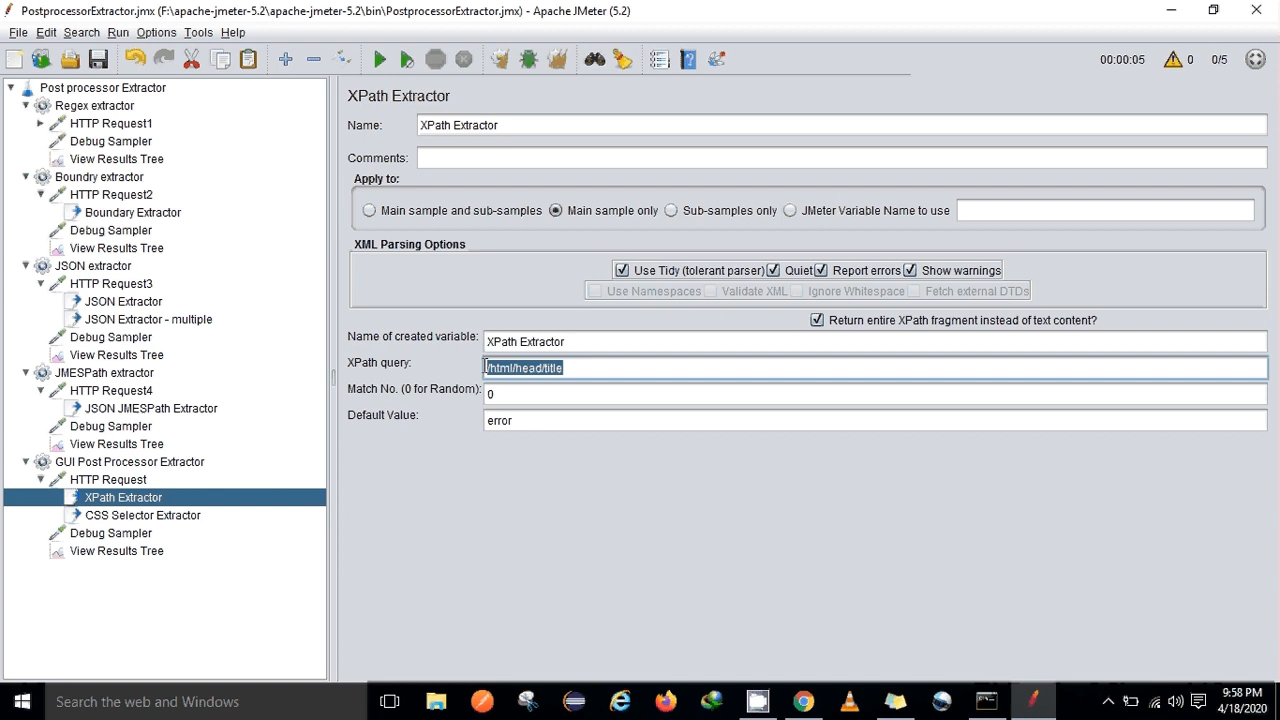 PostprocessorExtractor.jmx (F:\apache-jmeter-5.2\apache-jmeter-5.2\bin\PostprocessorExtractor.jmx) - Apache JMeter (5.2)
File Edit Search Run Options Tools Help
00:00:05 0 0/5
Post processor Extractor
Regex extractor
HTTP Request1
Debug Sampler
View Results Tree
Boundry extractor
HTTP Request2
Boundary Extractor
Debug Sampler
View Results Tree
JSON extractor
HTTP Request3
JSON Extractor
JSON Extractor - multiple
Debug Sampler
View Results Tree
JMESPath extractor
HTTP Request4
JSON JMESPath Extractor
Debug Sampler
View Results Tree
GUI Post Processor Extractor
HTTP Request
XPath Extractor
CSS Selector Extractor
Debug Sampler
View Results Tree
XPath Extractor
Name: XPath Extractor
Comments:
Apply to:
Main sample and sub-samples Main sample only Sub-samples only JMeter Variable Name to use
XML Parsing Options
Use Tidy (tolerant parser) Quiet Report errors Show warnings
Use Namespaces Validate XML Ignore Whitespace Fetch external DTDs
Return entire XPath fragment instead of text content?
Name of created variable: XPath Extractor
XPath query: /html/head/title
Match No. (0 for Random): 0
Default Value: error
Search the web and Windows
9:58 PM
4/18/2020